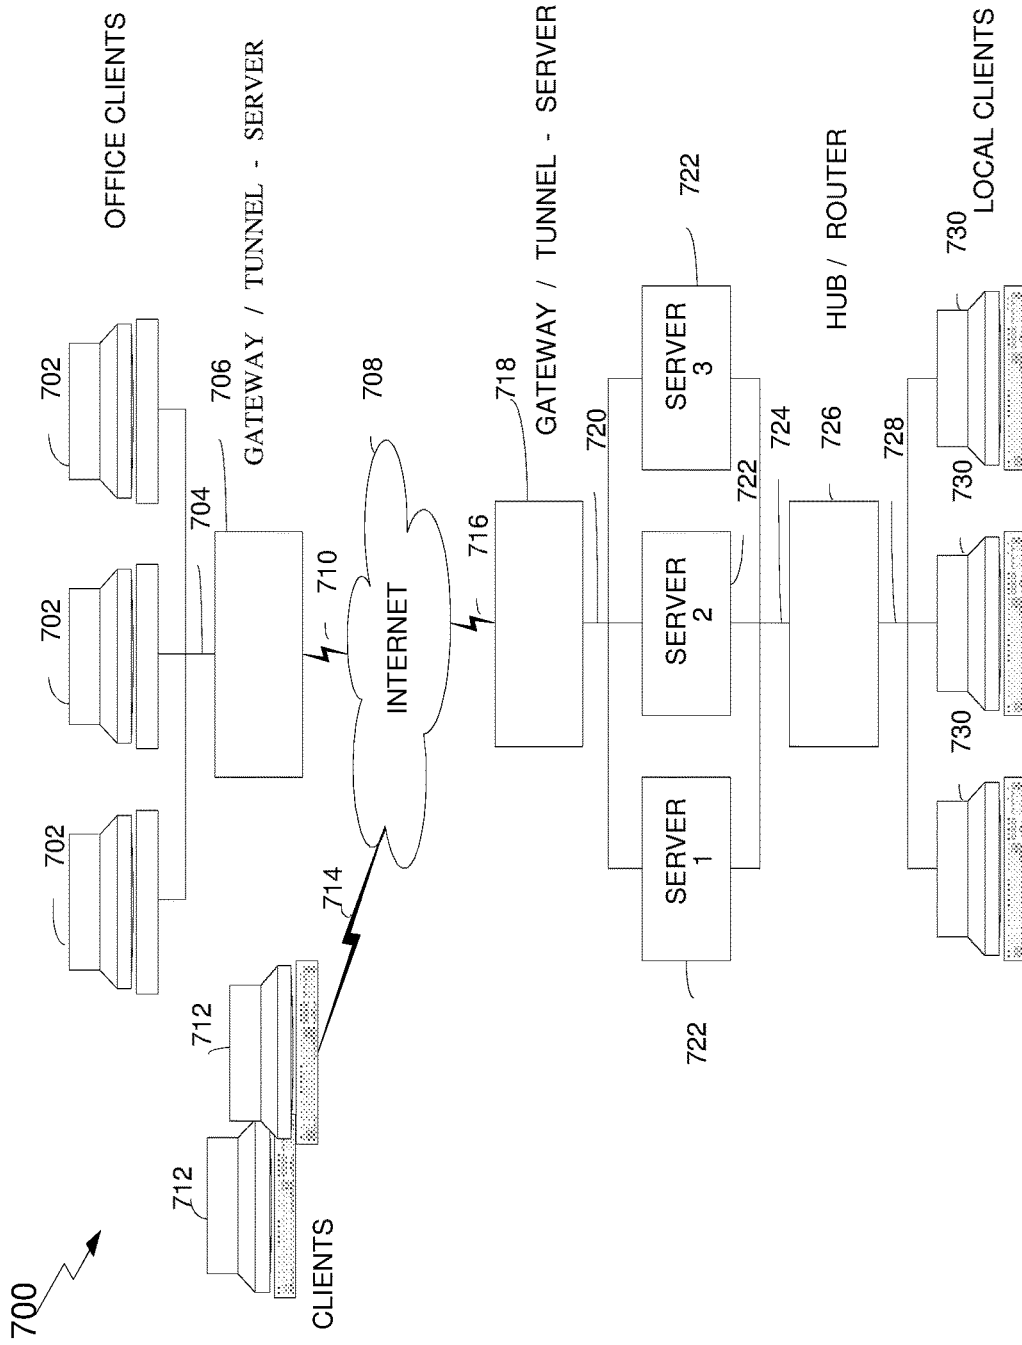 700
OFFICE CLIENTS
702
702
702
704
706
GATEWAY / TUNNEL - SERVER
712
712
CLIENTS
710
714
708
INTERNET
716
718
GATEWAY / TUNNEL - SERVER
720
SERVER
1
SERVER
2
SERVER
3
722
722
722
724
726
HUB / ROUTER
728
730
730
730
LOCAL CLIENTS